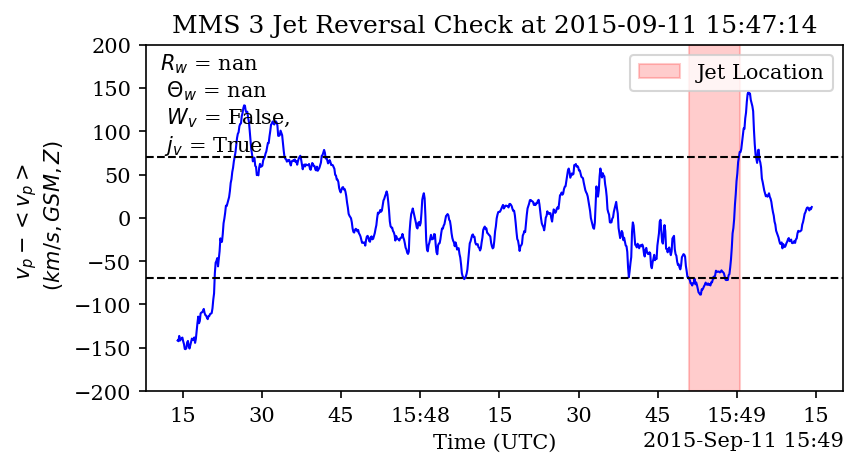 MMS 3 Jet Reversal Check at 2015-09-11 15:47:14
R_w = nan
Θ_w = nan
W_v = False,
j_v = True
Jet Location
200
150
100
50
0
−50
−100
−150
−200
v_p − < v_p >
(km/s, GSM, Z)
15 30 45 15:48 15 30 45 15:49 15
Time (UTC)
2015-Sep-11 15:49